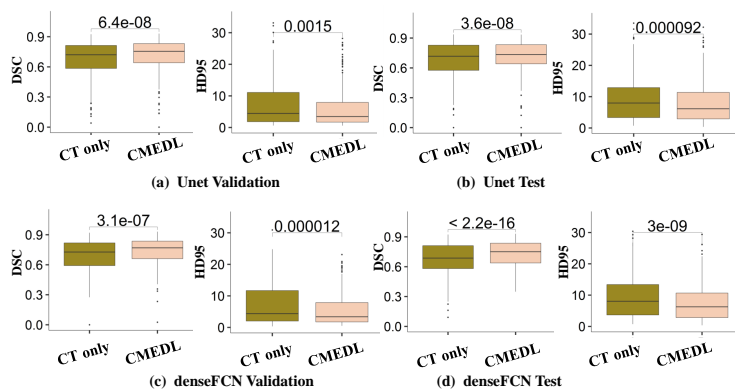 6.4e-08
DSC
0.9
0.6
0.3
0.0
CT only
CMEDL
0.0015
HD95
30
20
10
0
CT only
CMEDL
(a) Unet Validation
3.6e-08
DSC
0.9
0.6
0.3
0.0
CT only
CMEDL
0.000092
HD95
30
20
10
0
CT only
CMEDL
(b) Unet Test
3.1e-07
DSC
0.9
0.6
0.3
0.0
CT only
CMEDL
0.000012
HD95
30
20
10
0
CT only
CMEDL
(c) denseFCN Validation
< 2.2e-16
DSC
0.9
0.6
0.3
0.0
CT only
CMEDL
3e-09
HD95
30
20
10
0
CT only
CMEDL
(d) denseFCN Test